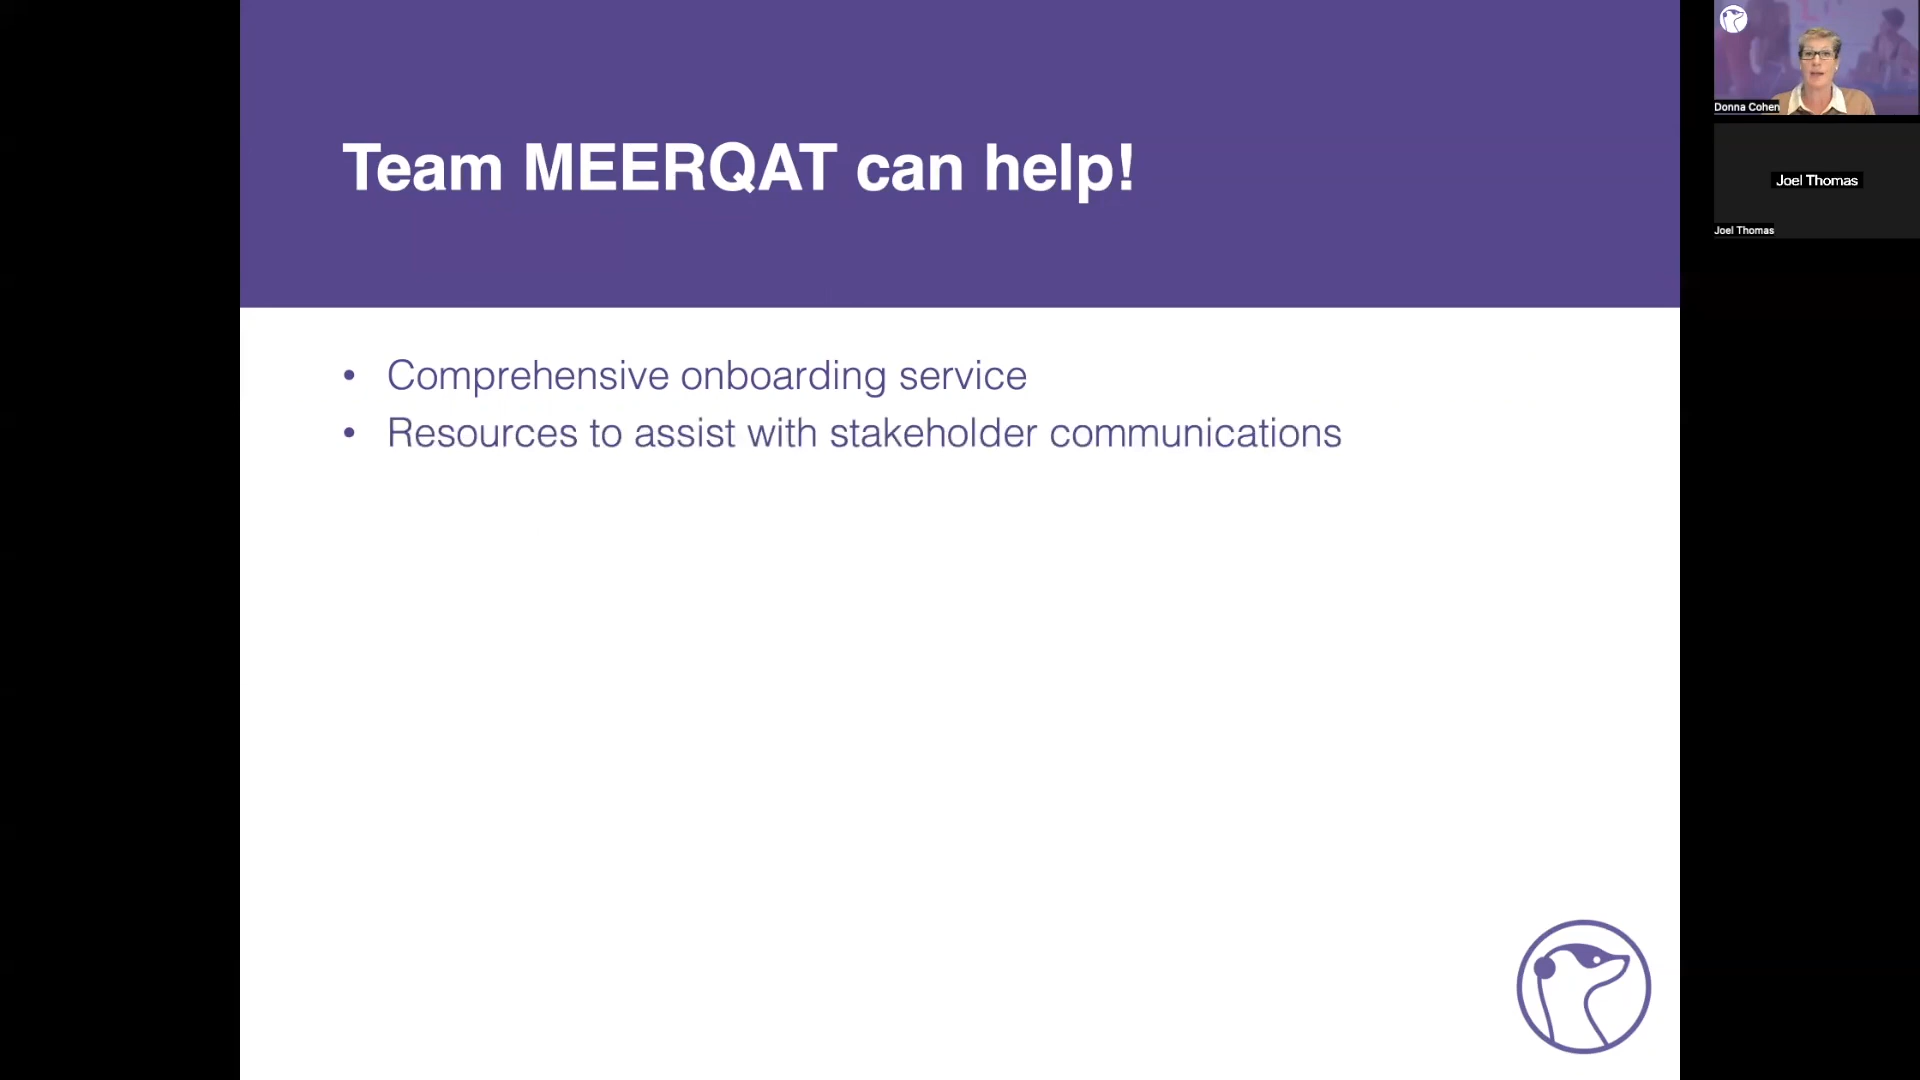 Team MEERQAT can help!
• Comprehensive onboarding service
• Resources to assist with stakeholder communications
Donna Cohen
Joel Thomas
Joel Thomas